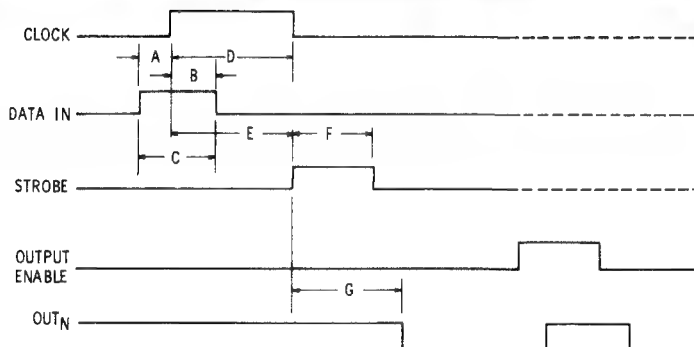 CLOCK
A
D
B
DATA IN
E
F
C
STROBE
OUTPUT
ENABLE
G
OUTN